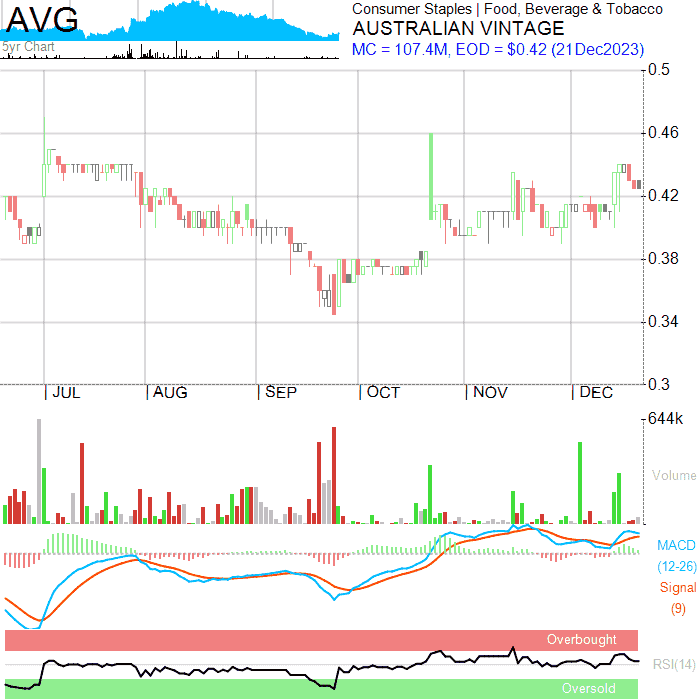 AVG
5yr Chart
Consumer Staples | Food, Beverage & Tobacco
AUSTRALIAN VINTAGE
MC = 107.4M, EOD = $0.42 (21Dec2023)
0.5
0.46
0.42
0.38
0.34
0.3
JUL AUG SEP OCT NOV DEC
644k
Volume
MACD
(12-26)
Signal
(9)
Overbought
RSI(14)
Oversold